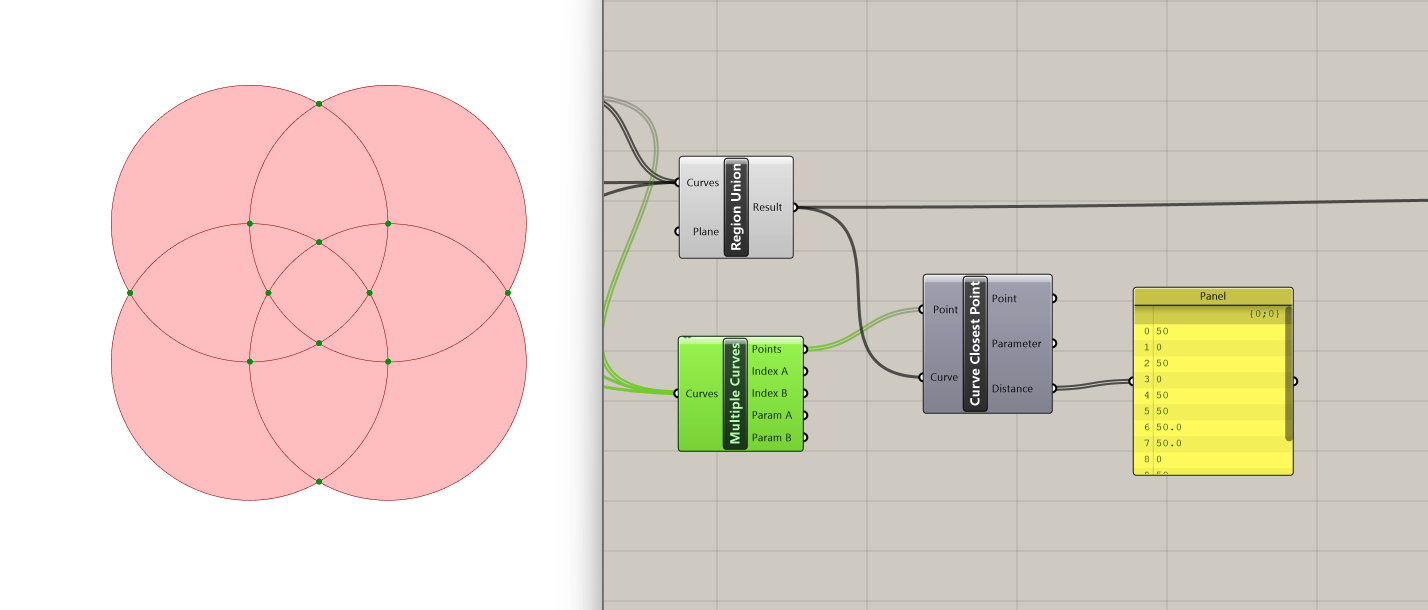 Curves
Plane
Region Union
Result
Curves
Multiple Curves
Points
Index A
Index B
Param A
Param B
Point
Curve
Curve Closest Point
Point
Parameter
Distance
Panel
{0;0}
0 50
1 0
2 50
3 0
4 50
5 50
6 50.0
7 50.0
8 0